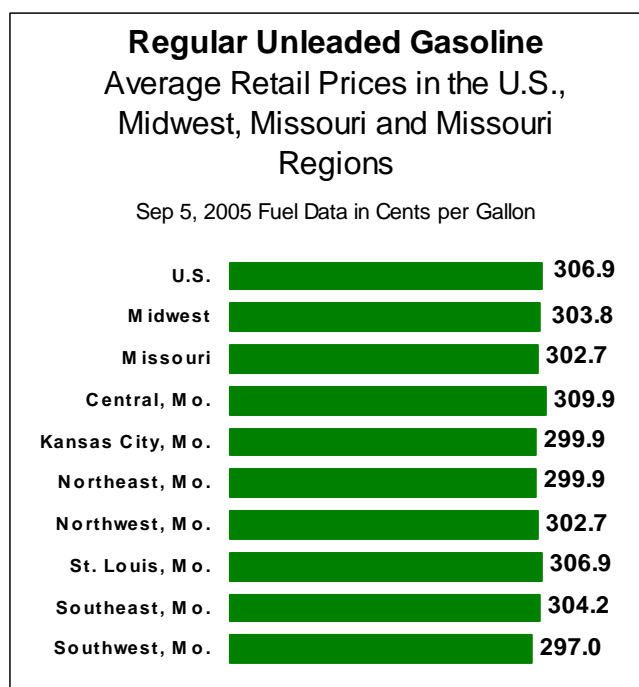 Regular Unleaded Gasoline
Average Retail Prices in the U.S.,
Midwest, Missouri and Missouri
Regions
Sep 5, 2005 Fuel Data in Cents per Gallon
U.S. 306.9
Midwest 303.8
Missouri 302.7
Central, Mo. 309.9
Kansas City, Mo. 299.9
Northeast, Mo. 299.9
Northwest, Mo. 302.7
St. Louis, Mo. 306.9
Southeast, Mo. 304.2
Southwest, Mo. 297.0